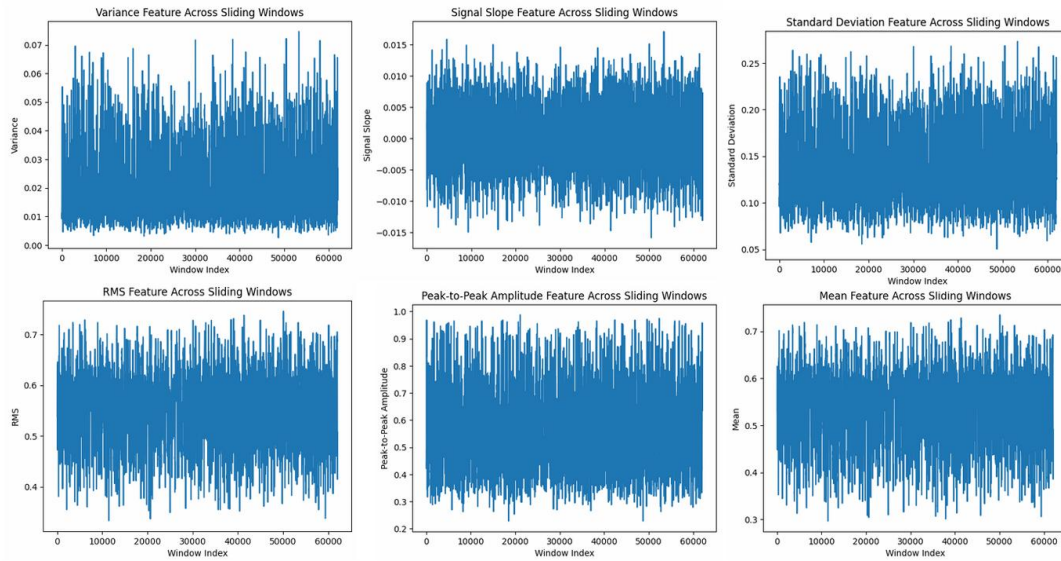 Variance Feature Across Sliding Windows
Variance
0.07
0.06
0.05
0.04
0.03
0.02
0.01
0.00
0 10000 20000 30000 40000 50000 60000
Window Index
Signal Slope Feature Across Sliding Windows
Signal Slope
0.015
0.010
0.005
0.000
−0.005
−0.010
−0.015
0 10000 20000 30000 40000 50000 60000
Window Index
Standard Deviation Feature Across Sliding Windows
Standard Deviation
0.25
0.20
0.15
0.10
0.05
0 10000 20000 30000 40000 50000 60000
Window Index
RMS Feature Across Sliding Windows
RMS
0.7
0.6
0.5
0.4
0 10000 20000 30000 40000 50000 60000
Window Index
Peak-to-Peak Amplitude Feature Across Sliding Windows
Peak-to-Peak Amplitude
1.0
0.9
0.8
0.7
0.6
0.5
0.4
0.3
0.2
0 10000 20000 30000 40000 50000 60000
Window Index
Mean Feature Across Sliding Windows
Mean
0.7
0.6
0.5
0.4
0.3
0 10000 20000 30000 40000 50000 60000
Window Index